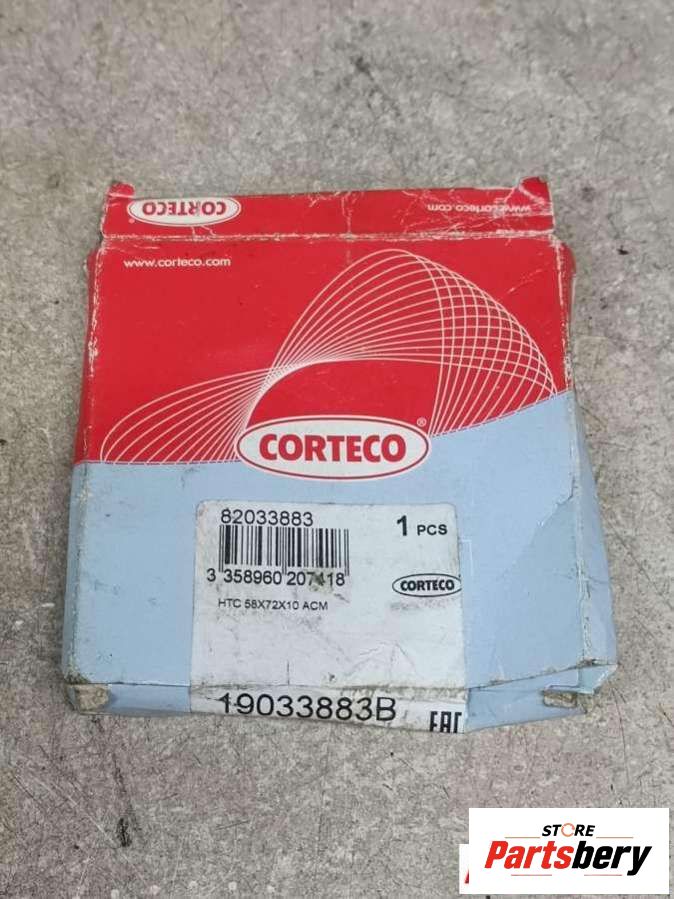 CORTECO
www.corteco.com
www.corteco.com
CORTECO
®
82033883
1 PCS
3 358960 207418
CORTECO
HTC 58X72X10 ACM
19033883B
EAC
STORE
Partsbery